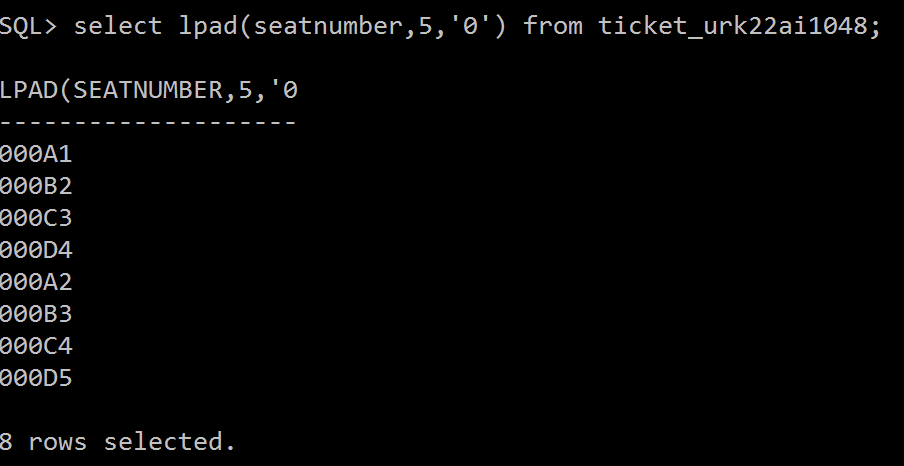 SQL> select lpad(seatnumber,5,'0') from ticket_urk22ai1048;
LPAD(SEATNUMBER,5,'0
--------------------
000A1
000B2
000C3
000D4
000A2
000B3
000C4
000D5
8 rows selected.